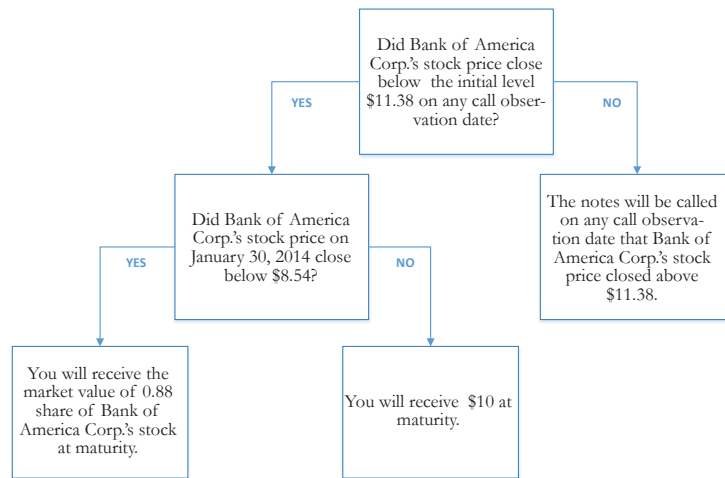 Did Bank of America
Corp.'s stock price close
below the initial level
$11.38 on any call obser-
vation date?
YES
NO
Did Bank of America
Corp.'s stock price on
January 30, 2014 close
below $8.54?
The notes will be called
on any call observa-
tion date that Bank of
America Corp.'s stock
price closed above
$11.38.
YES
NO
You will receive the
market value of 0.88
share of Bank of
America Corp.'s stock
at maturity.
You will receive $10 at
maturity.